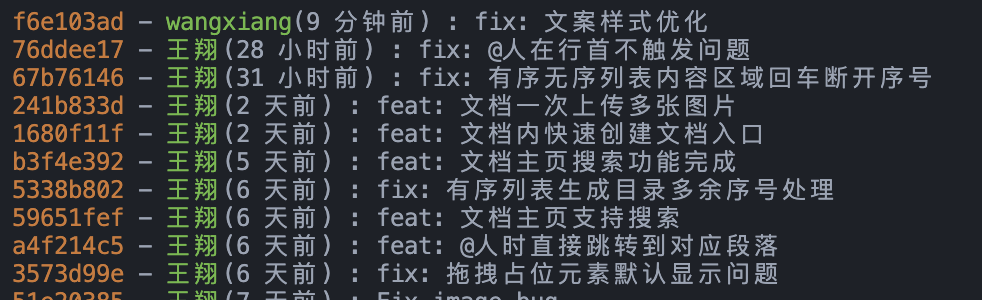 f6e103ad - wangxiang(9 分钟前) : fix: 文案样式优化
76ddee17 - 王翔(28 小时前) : fix: @人在行首不触发问题
67b76146 - 王翔(31 小时前) : fix: 有序无序列表内容区域回车断开序号
241b833d - 王翔(2 天前) : feat: 文档一次上传多张图片
1680f11f - 王翔(2 天前) : feat: 文档内快速创建文档入口
b3f4e392 - 王翔(5 天前) : feat: 文档主页搜索功能完成
5338b802 - 王翔(6 天前) : fix: 有序列表生成目录多余序号处理
59651fef - 王翔(6 天前) : feat: 文档主页支持搜索
a4f214c5 - 王翔(6 天前) : feat: @人时直接跳转到对应段落
3573d99e - 王翔(6 天前) : fix: 拖拽占位元素默认显示问题
51e20385 - 王翔(7 天前) : Fix image bug